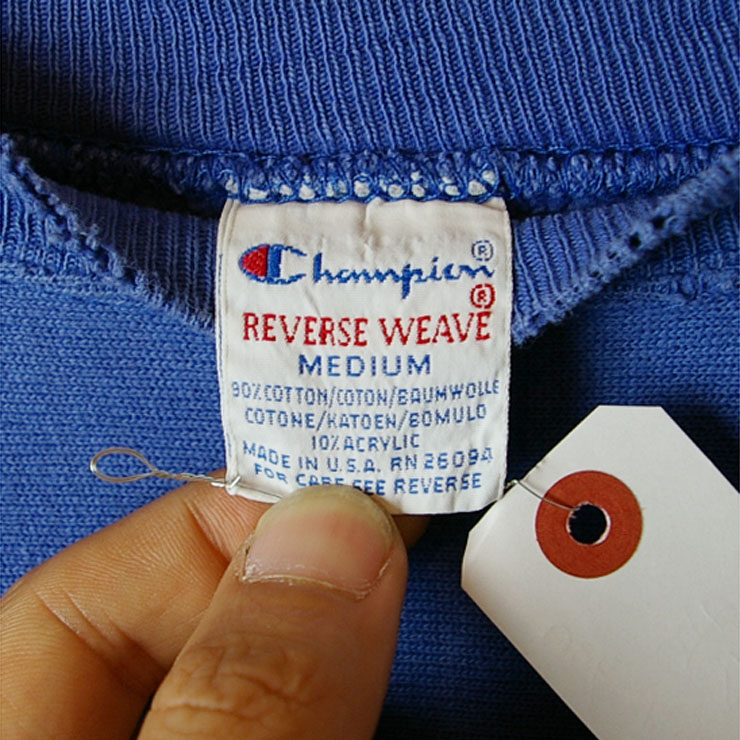 Champion ®
®
REVERSE WEAVE
MEDIUM
90% COTTON/COTON/BAUMWOLLE
COTONE/KATOEN/BOMULD
10% ACRYLIC
MADE IN U.S.A. RN 26094
FOR CARE SEE REVERSE